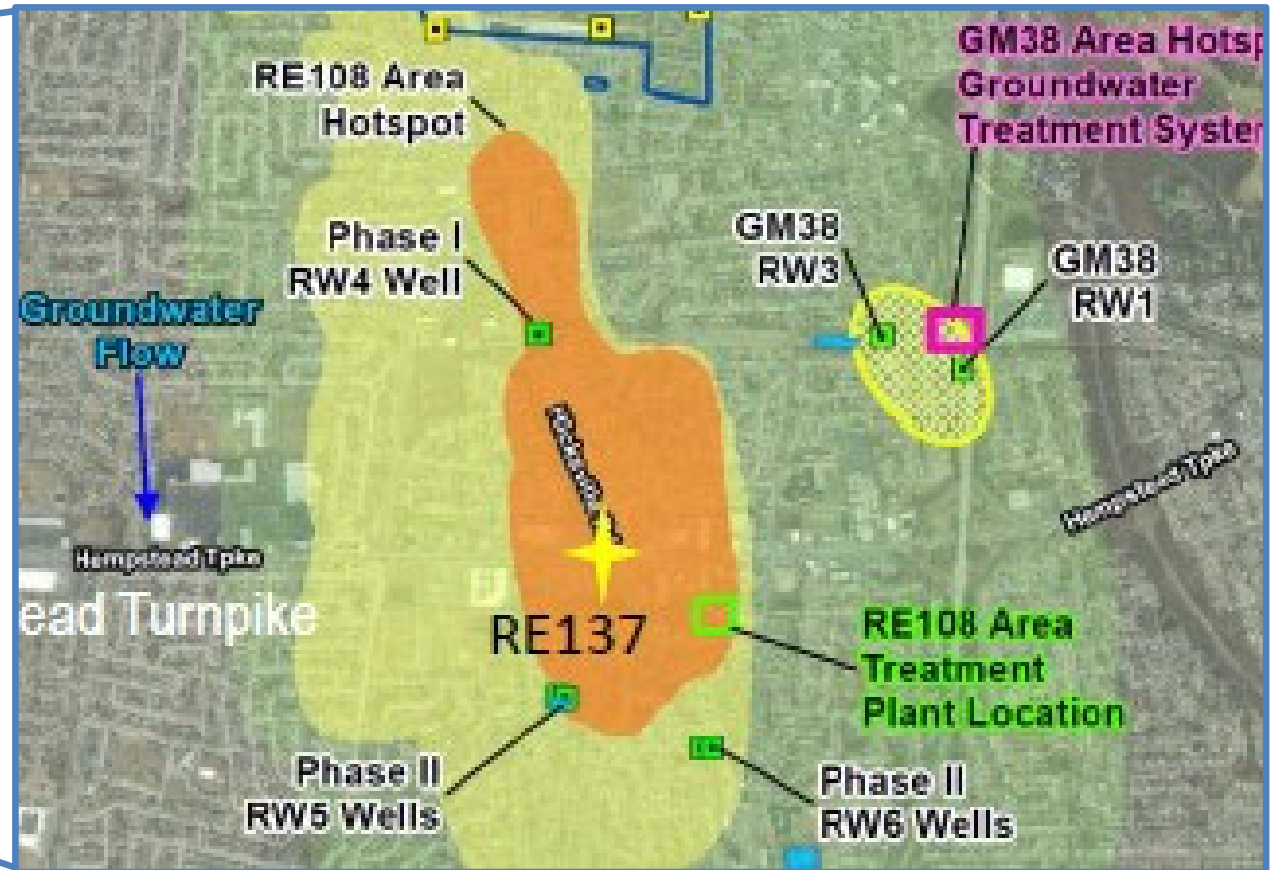 RE108 Area
Hotspot
GM38 Area Hotsp
Groundwater
Treatment System
Phase I
RW4 Well
GM38
RW3
GM38
RW1
Groundwater
Flow
Hempstead Tpke
Hempstead Tpke
ead Turnpike
RE137
RE108 Area
Treatment
Plant Location
Phase II
RW5 Wells
Phase II
RW6 Wells